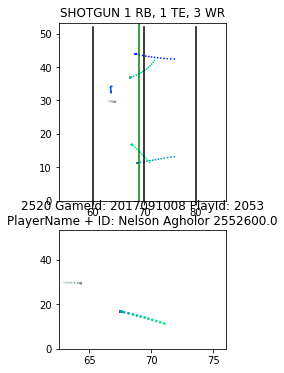 SHOTGUN 1 RB, 1 TE, 3 WR
50
40
30
20
10
0
60 70 80
2520 GameId: 2017091008 PlayId: 2053
PlayerName + ID: Nelson Agholor 2552600.0
40
20
0
65 70 75